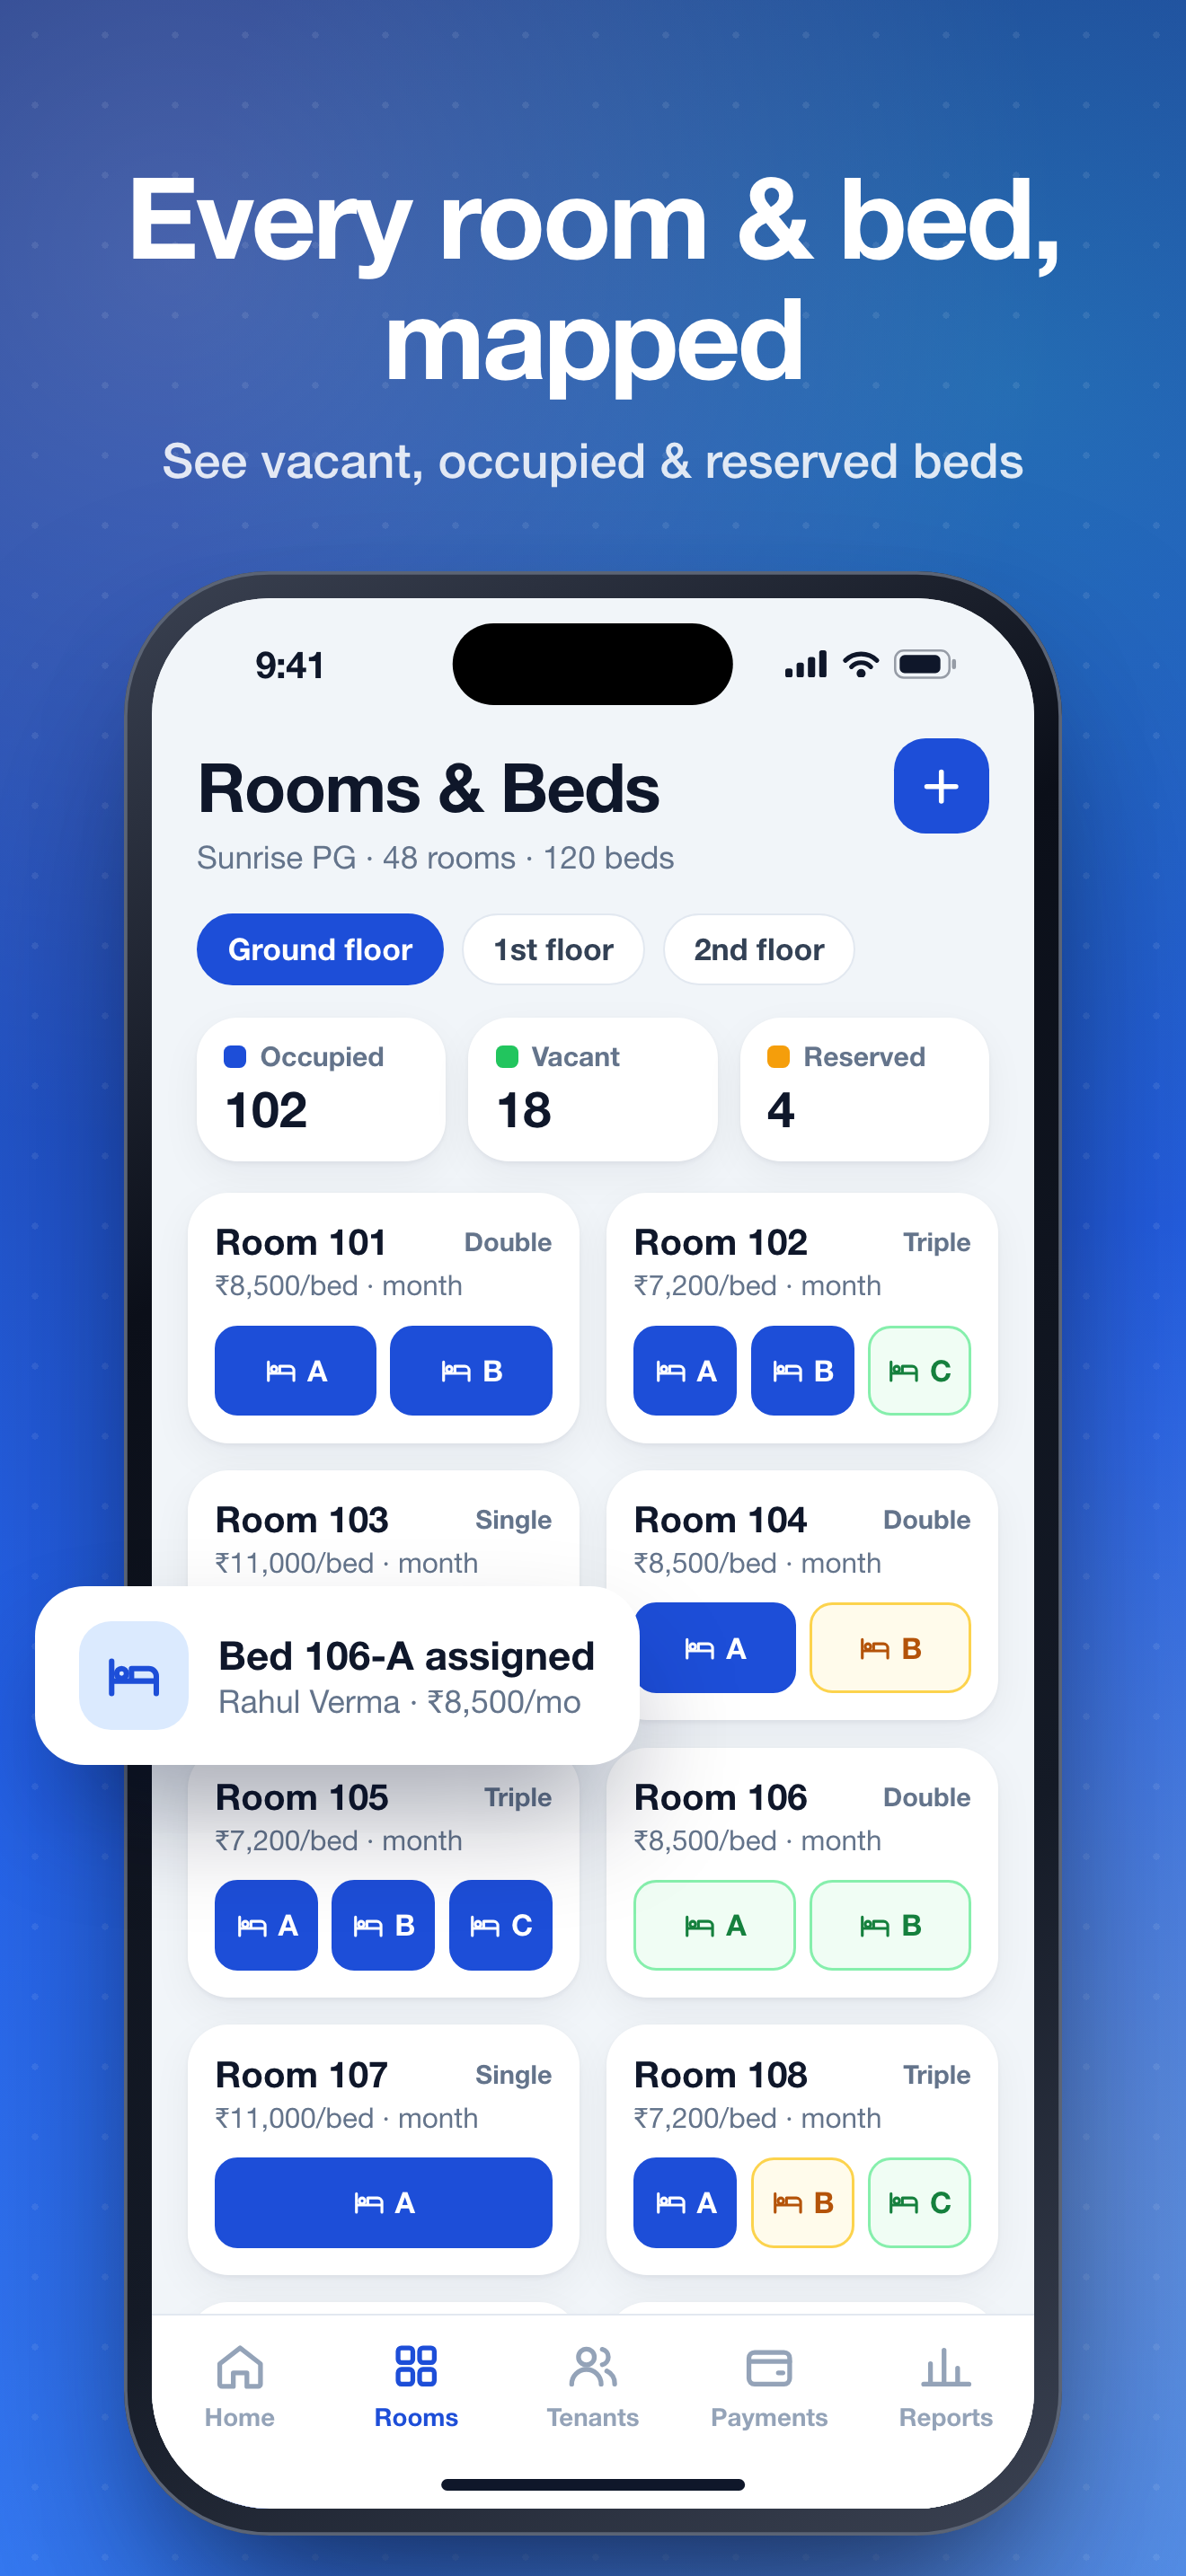 Every room & bed,
mapped
See vacant, occupied & reserved beds
9:41
Rooms & Beds
Sunrise PG · 48 rooms · 120 beds
Ground floor
1st floor
2nd floor
Occupied
102
Vacant
18
Reserved
4
Room 101
Double
₹8,500/bed · month
A
B
Room 102
Triple
₹7,200/bed · month
A
B
C
Room 103
Single
₹11,000/bed · month
Room 104
Double
₹8,500/bed · month
A
B
Bed 106-A assigned
Rahul Verma · ₹8,500/mo
Room 105
Triple
₹7,200/bed · month
A
B
C
Room 106
Double
₹8,500/bed · month
A
B
Room 107
Single
₹11,000/bed · month
A
Room 108
Triple
₹7,200/bed · month
A
B
C
Home
Rooms
Tenants
Payments
Reports